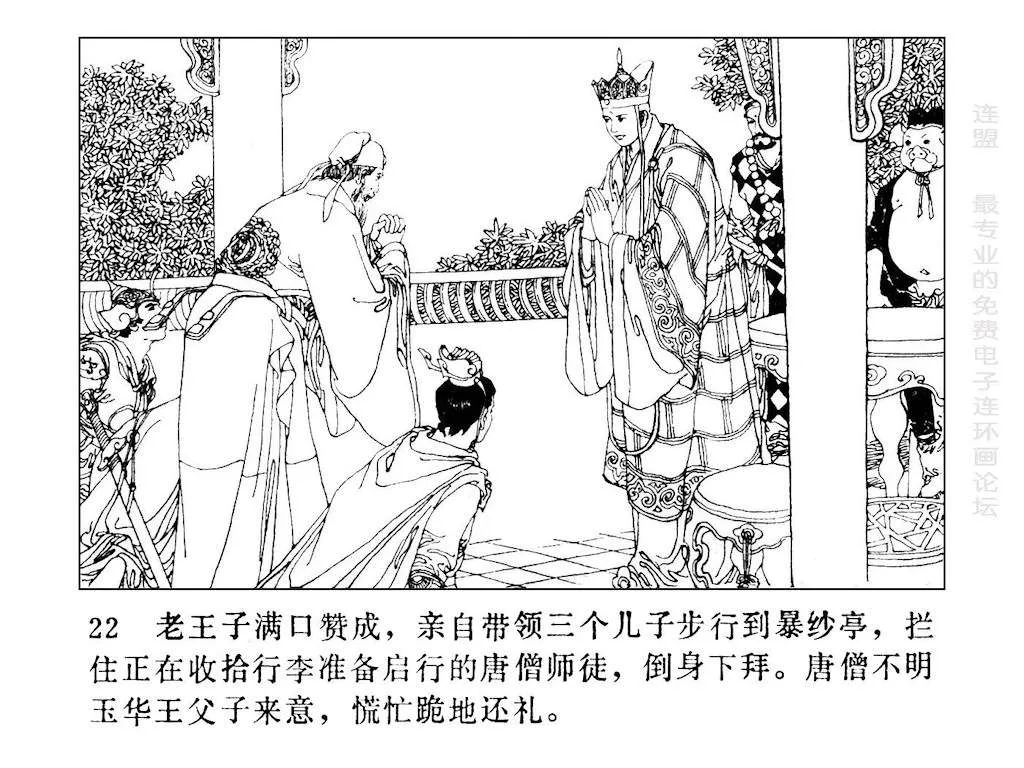 22 老王子满口赞成，亲自带领三个儿子步行到暴纱亭，拦
住正在收拾行李准备启行的唐僧师徒，倒身下拜。唐僧不明
玉华王父子来意，慌忙跪地还礼。
连盟 最专业的免费电子连环画论坛